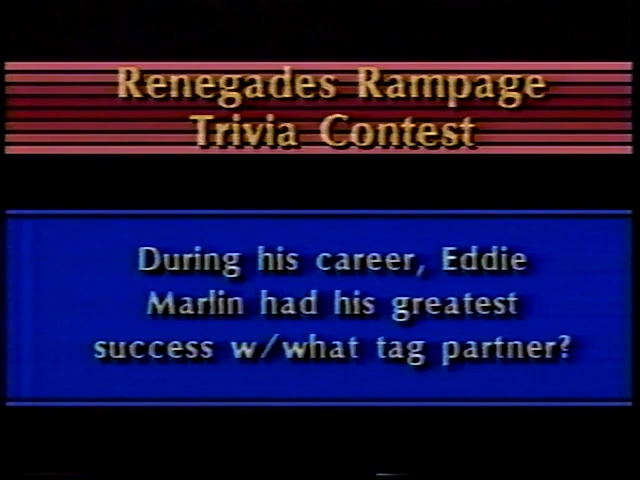 Renegades Rampage
Trivia Contest
During his career, Eddie
Marlin had his greatest
success w/what tag partner?